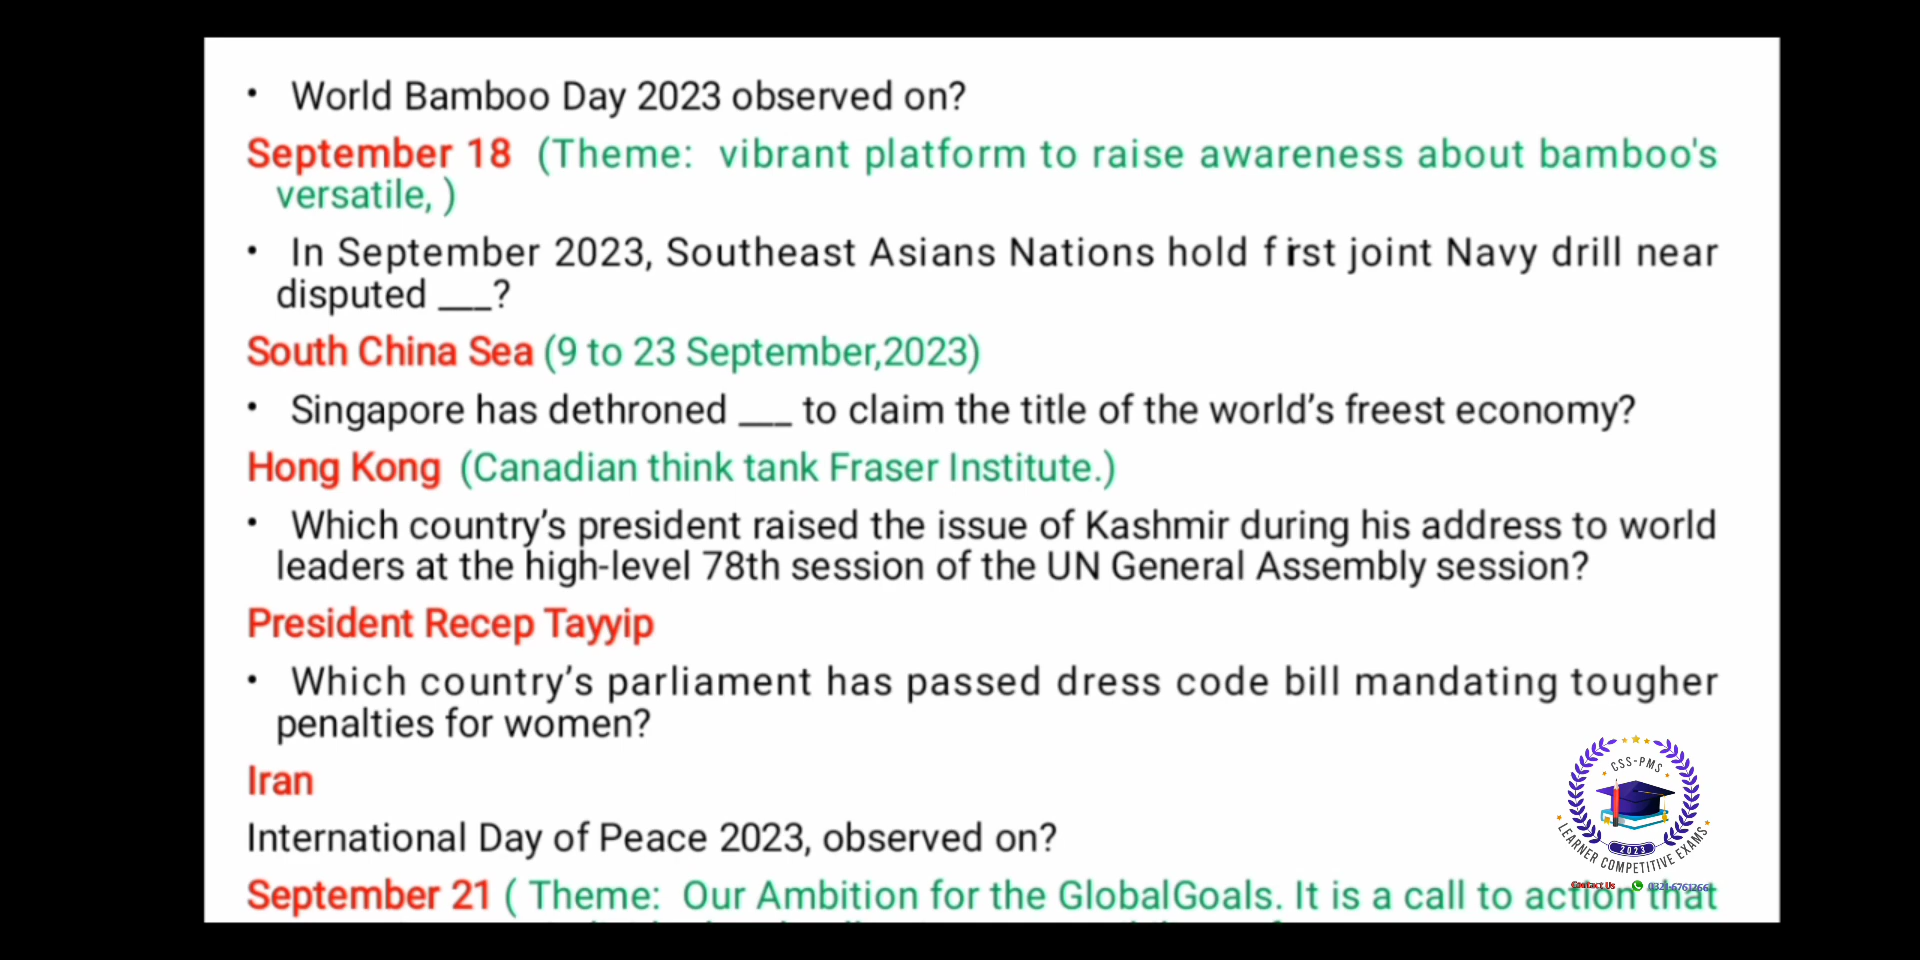 • World Bamboo Day 2023 observed on?
September 18 (Theme: vibrant platform to raise awareness about bamboo's
versatile, )
• In September 2023, Southeast Asians Nations hold first joint Navy drill near
disputed ___?
South China Sea (9 to 23 September,2023)
• Singapore has dethroned ___ to claim the title of the world’s freest economy?
Hong Kong (Canadian think tank Fraser Institute.)
• Which country’s president raised the issue of Kashmir during his address to world
leaders at the high-level 78th session of the UN General Assembly session?
President Recep Tayyip
• Which country’s parliament has passed dress code bill mandating tougher
penalties for women?
Iran
International Day of Peace 2023, observed on?
September 21 ( Theme: Our Ambition for the GlobalGoals. It is a call to action that
CSS-PMS
2023
LEARNER COMPETITIVE EXAMS
Contact Us 0321-6761266